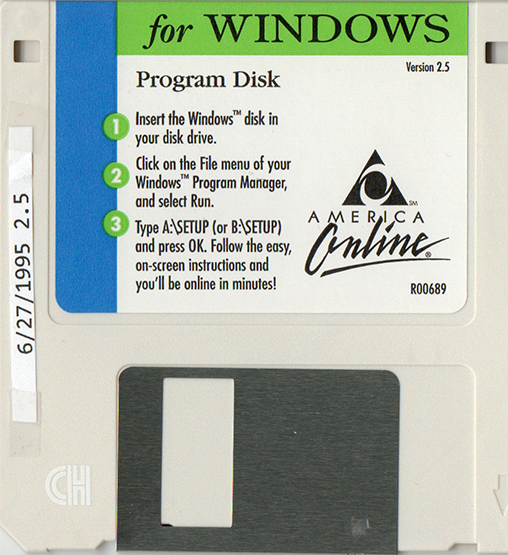 for WINDOWS
Version 2.5
Program Disk
1 Insert the Windows™ disk in
your disk drive.
2 Click on the File menu of your
Windows™ Program Manager,
and select Run.
3 Type A:\SETUP (or B:\SETUP)
and press OK. Follow the easy,
on-screen instructions and
you'll be online in minutes!
AMERICA℠
Online®
R00689
6/27/1995 2.5
CH